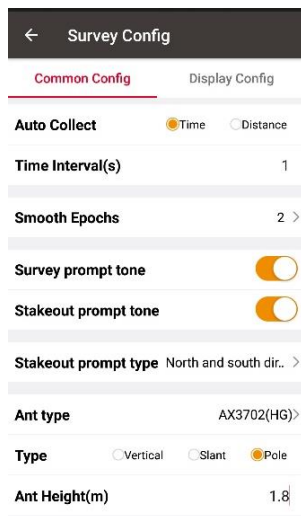 ← Survey Config
Common Config Display Config
Auto Collect Time Distance
Time Interval(s) 1
Smooth Epochs 2 >
Survey prompt tone
Stakeout prompt tone
Stakeout prompt type North and south dir.. >
Ant type AX3702(HG)>
Type Vertical Slant Pole
Ant Height(m) 1.8